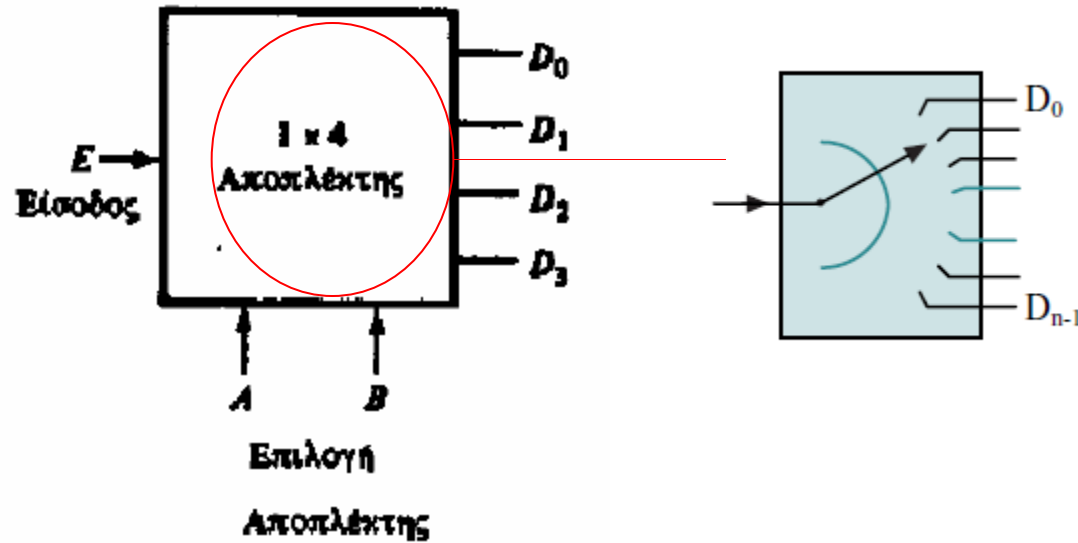 D₀
1 × 4
D₁
E
Αποπλέκτης
Είσοδος
D₂
D₃
A B
Επιλογή
Αποπλέκτης
D₀
Dₙ₋₁